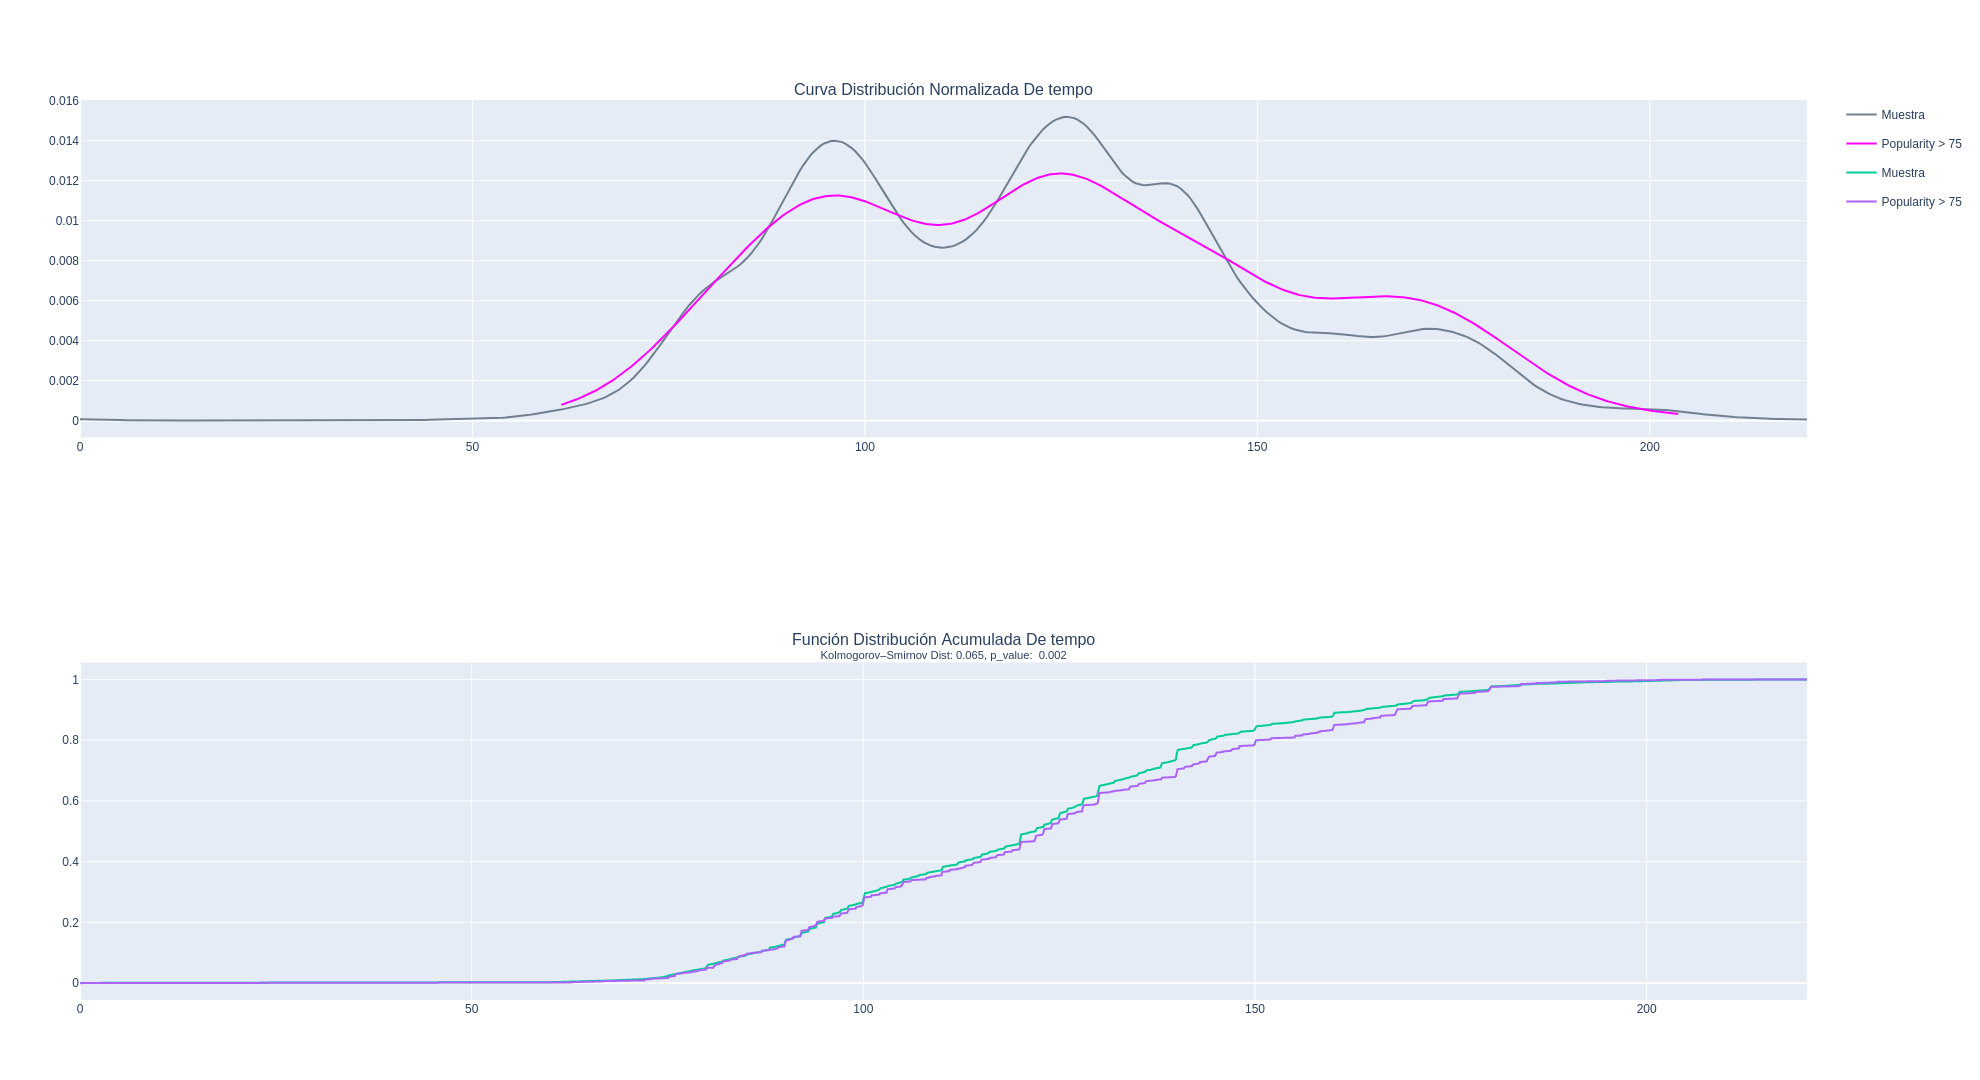 Curva Distribución Normalizada De tempo
0.016
0.014
0.012
0.01
0.008
0.006
0.004
0.002
0
0 50 100 150 200
Muestra
Popularity > 75
Muestra
Popularity > 75
Función Distribución Acumulada De tempo
Kolmogorov–Smirnov Dist: 0.065, p_value: 0.002
1
0.8
0.6
0.4
0.2
0
0 50 100 150 200